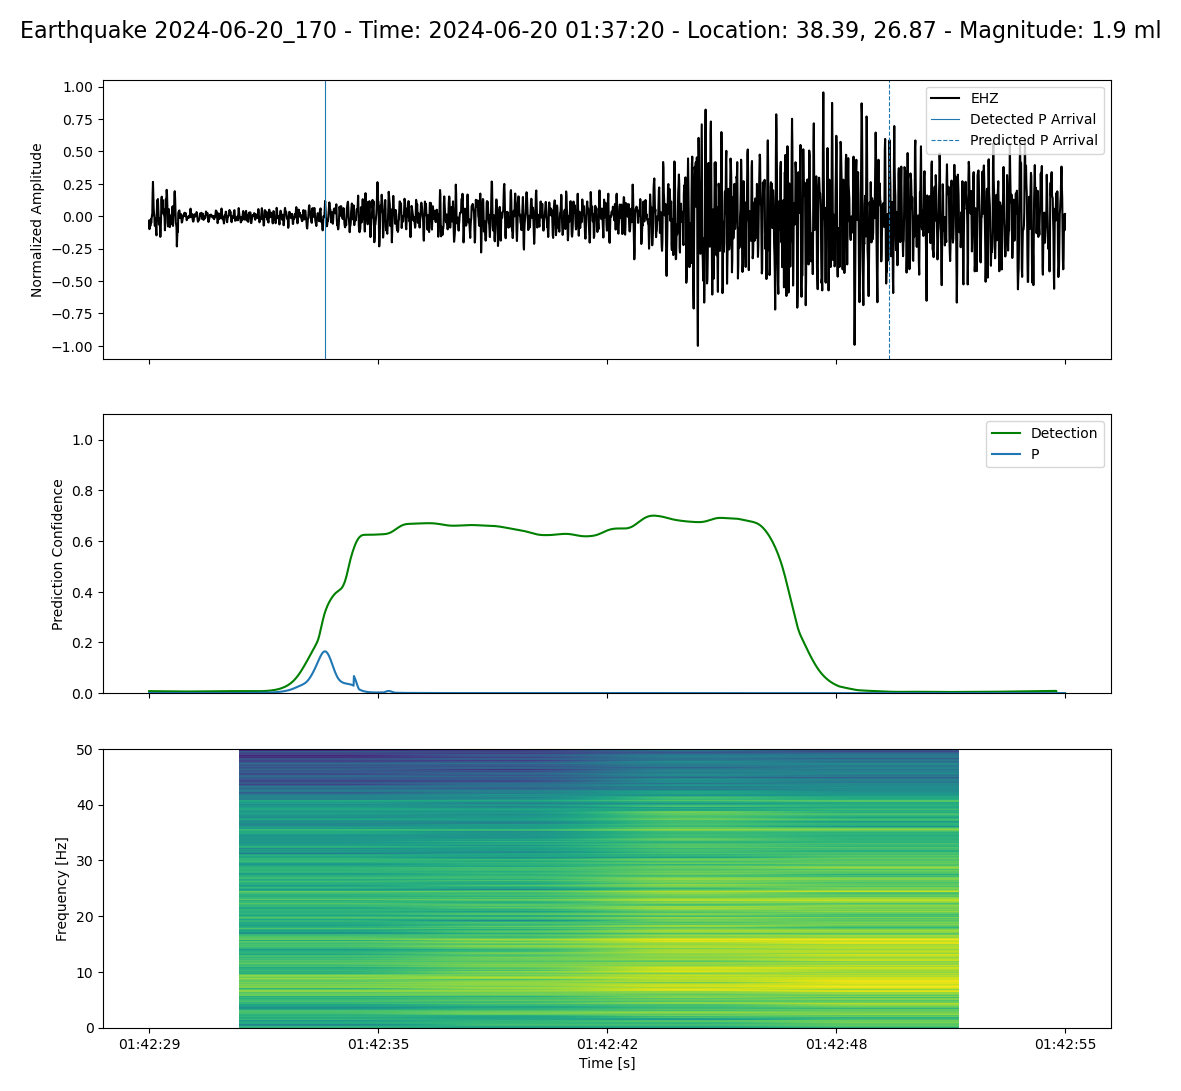 Earthquake 2024-06-20_170 - Time: 2024-06-20 01:37:20 - Location: 38.39, 26.87 - Magnitude: 1.9 ml
1.00
0.75
0.50
0.25
0.00
−0.25
−0.50
−0.75
−1.00
Normalized Amplitude
EHZ
Detected P Arrival
Predicted P Arrival
1.0
0.8
0.6
0.4
0.2
0.0
Prediction Confidence
Detection
P
50
40
30
20
10
0
Frequency [Hz]
01:42:29 01:42:35 01:42:42 01:42:48 01:42:55
Time [s]